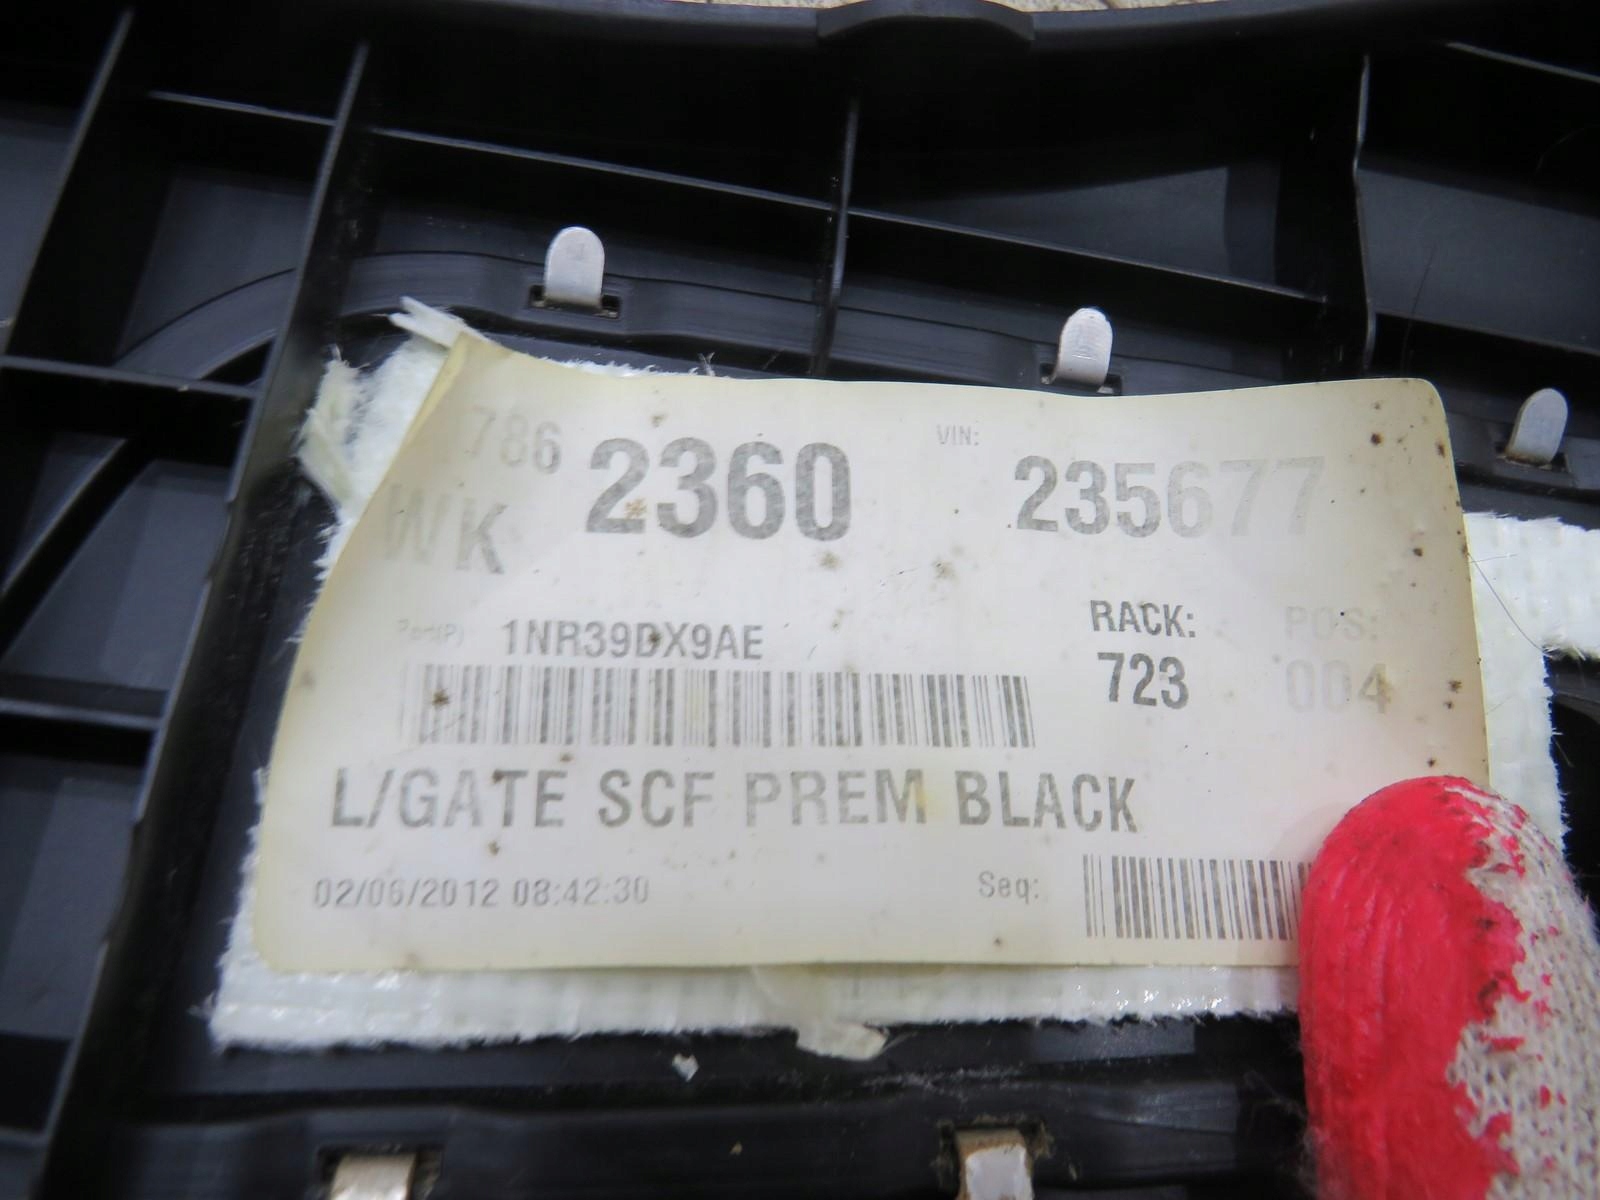 786 2360 VIN: 235677
WK
Part(P) 1NR39DX9AE RACK: POS:
723 004
L/GATE SCF PREM BLACK
02/06/2012 08:42:30 Seq: